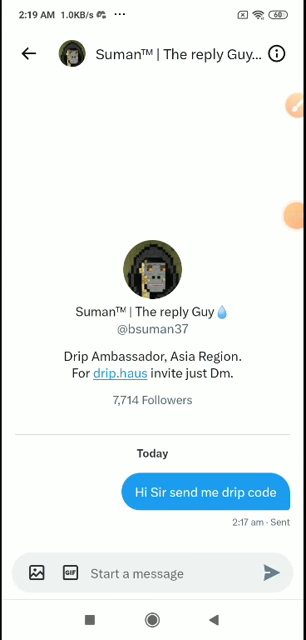 2:19 AM 1.0KB/s ···
60
Suman™ | The reply Guy...
Suman™ | The reply Guy💧
@bsuman37
Drip Ambassador, Asia Region.
For drip.haus invite just Dm.
7,714 Followers
Today
Hi Sir send me drip code
2:17 am · Sent
GIF Start a message